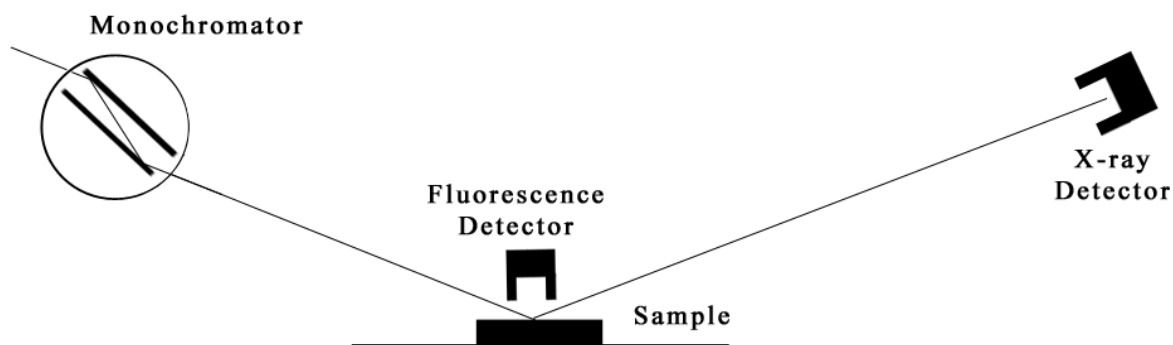 Monochromator
Fluorescence
Detector
Sample
X-ray
Detector